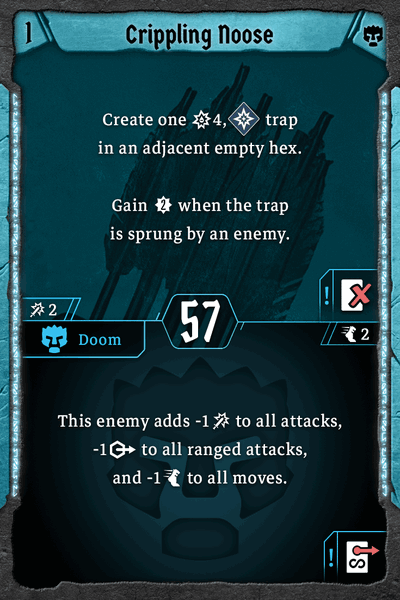 1
Crippling Noose
Create one 4, trap
in an adjacent empty hex.
Gain 2 when the trap
is sprung by an enemy.
2
!
57
Doom
2
This enemy adds -1 to all attacks,
-1 to all ranged attacks,
and -1 to all moves.
!